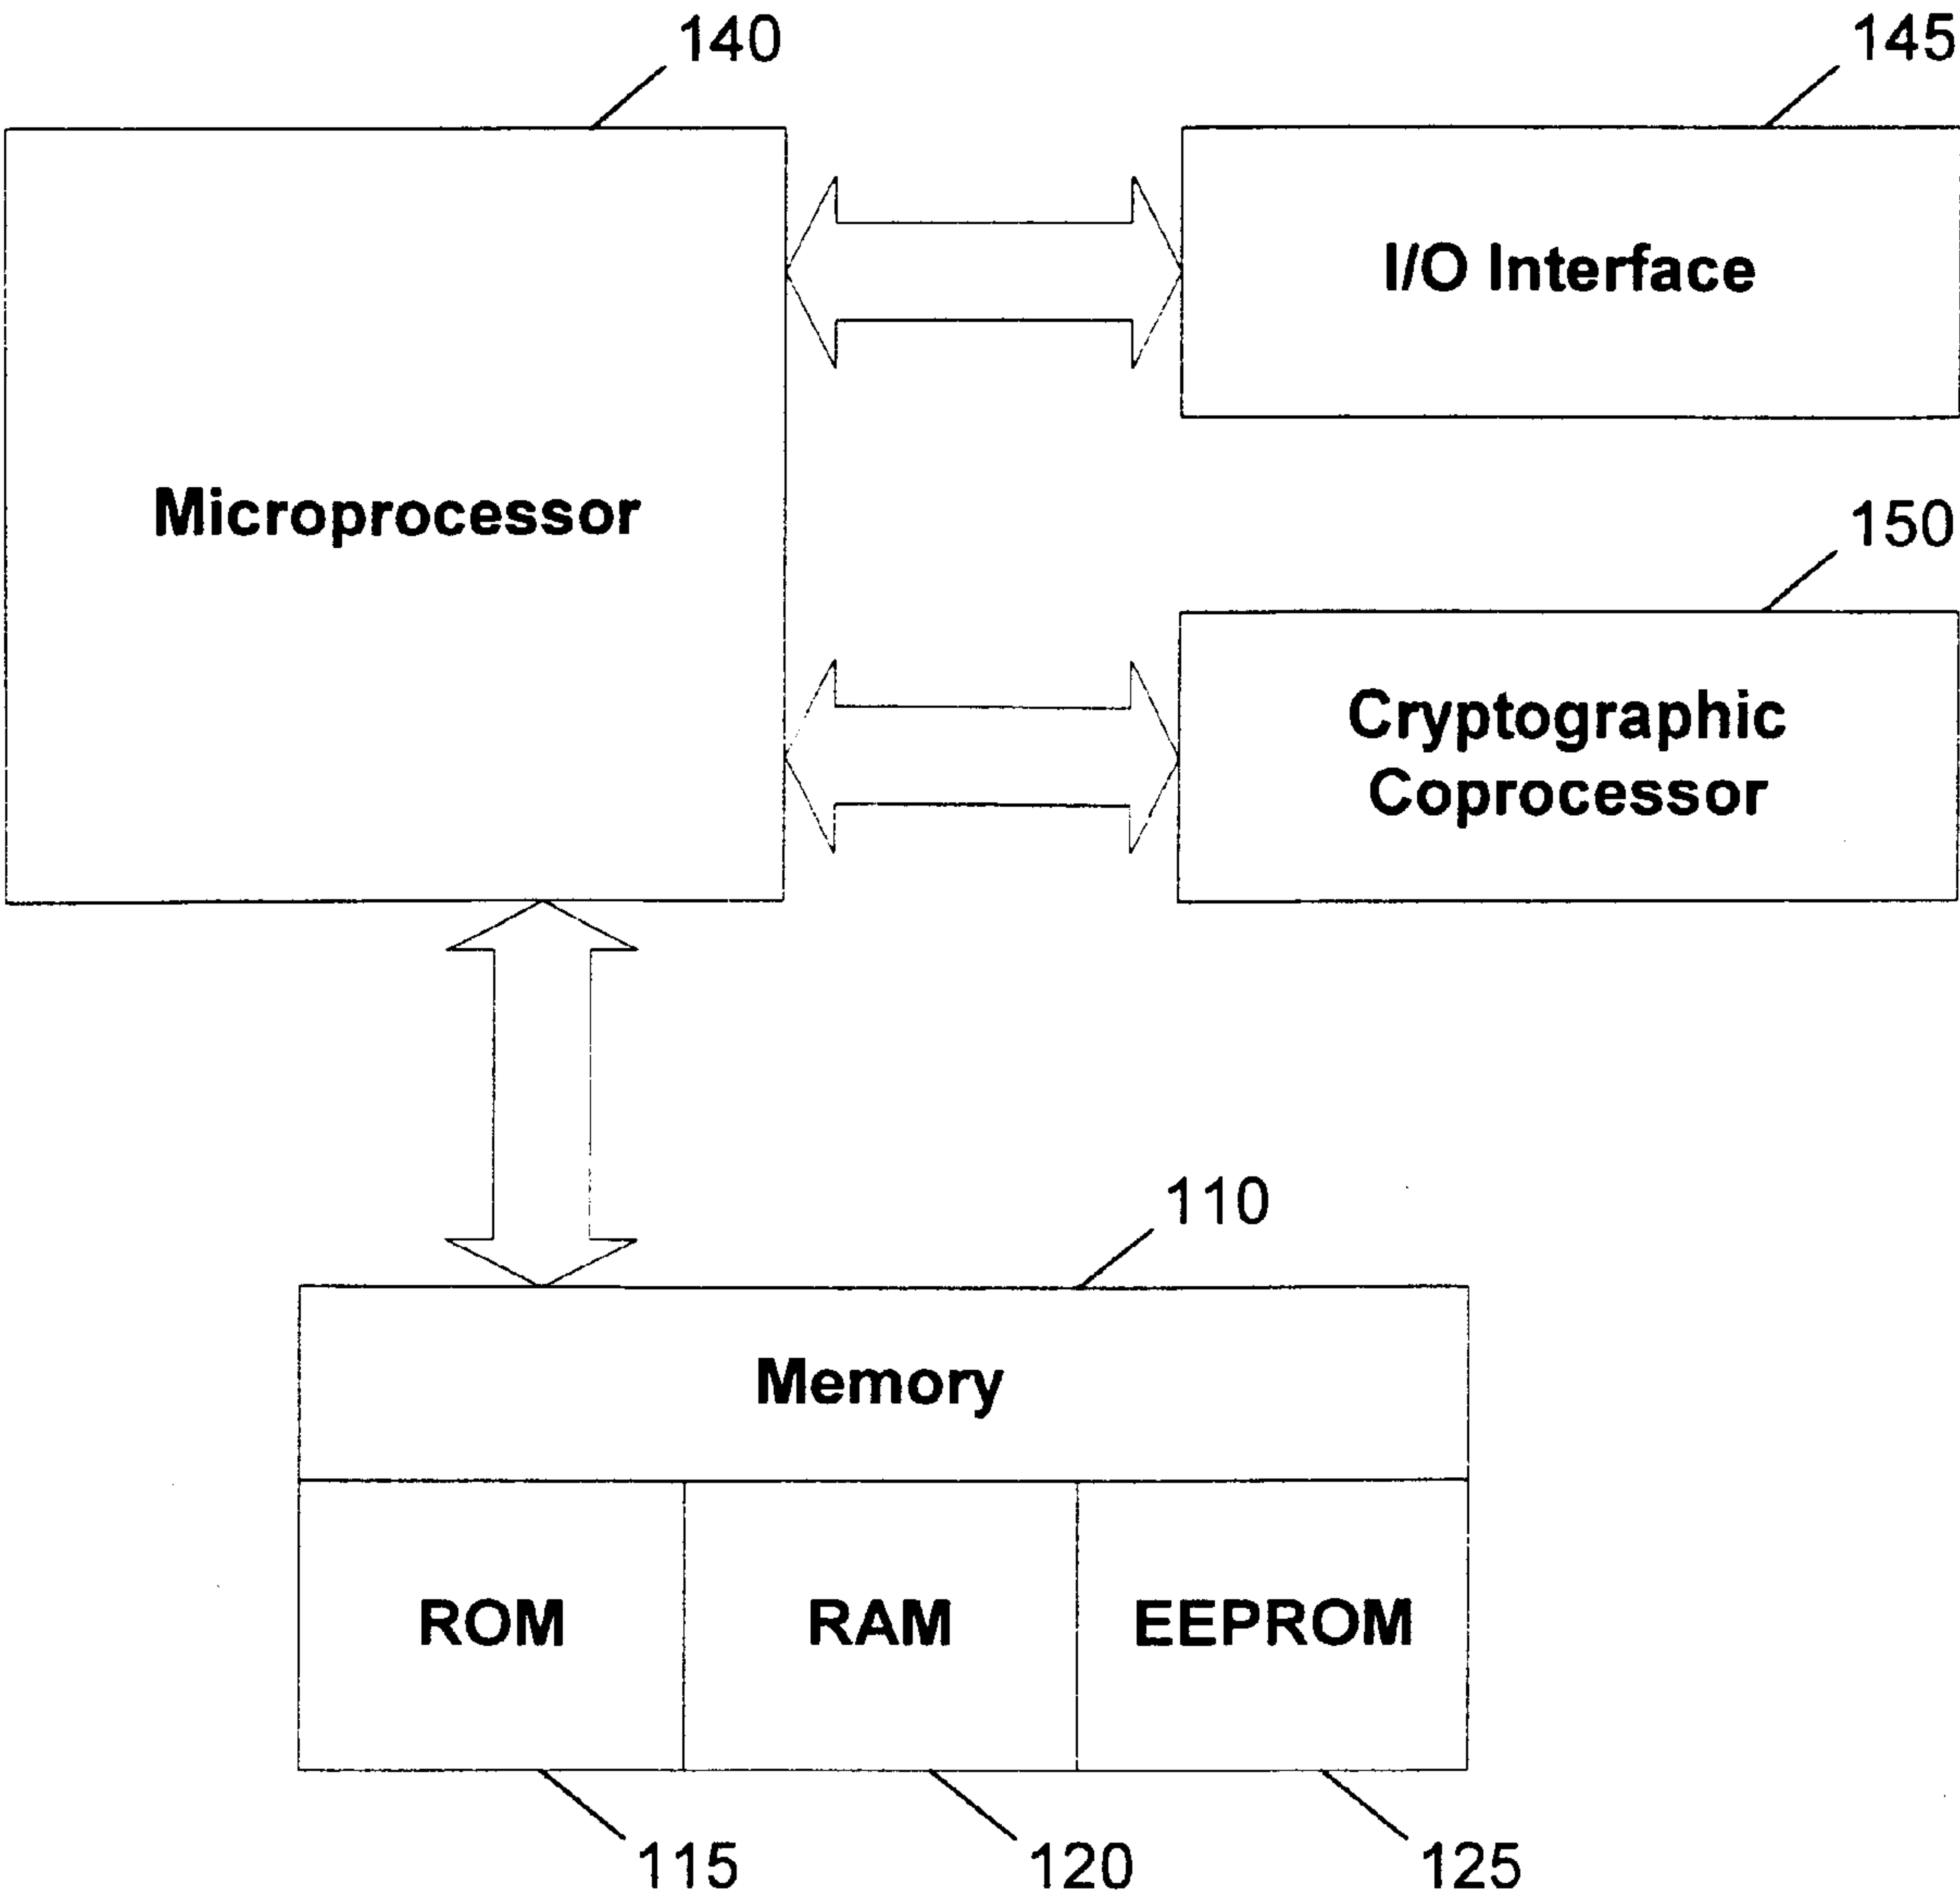 140
145
I/O Interface
Microprocessor
150
Cryptographic
Coprocessor
110
Memory
ROM
RAM
EEPROM
115
120
125